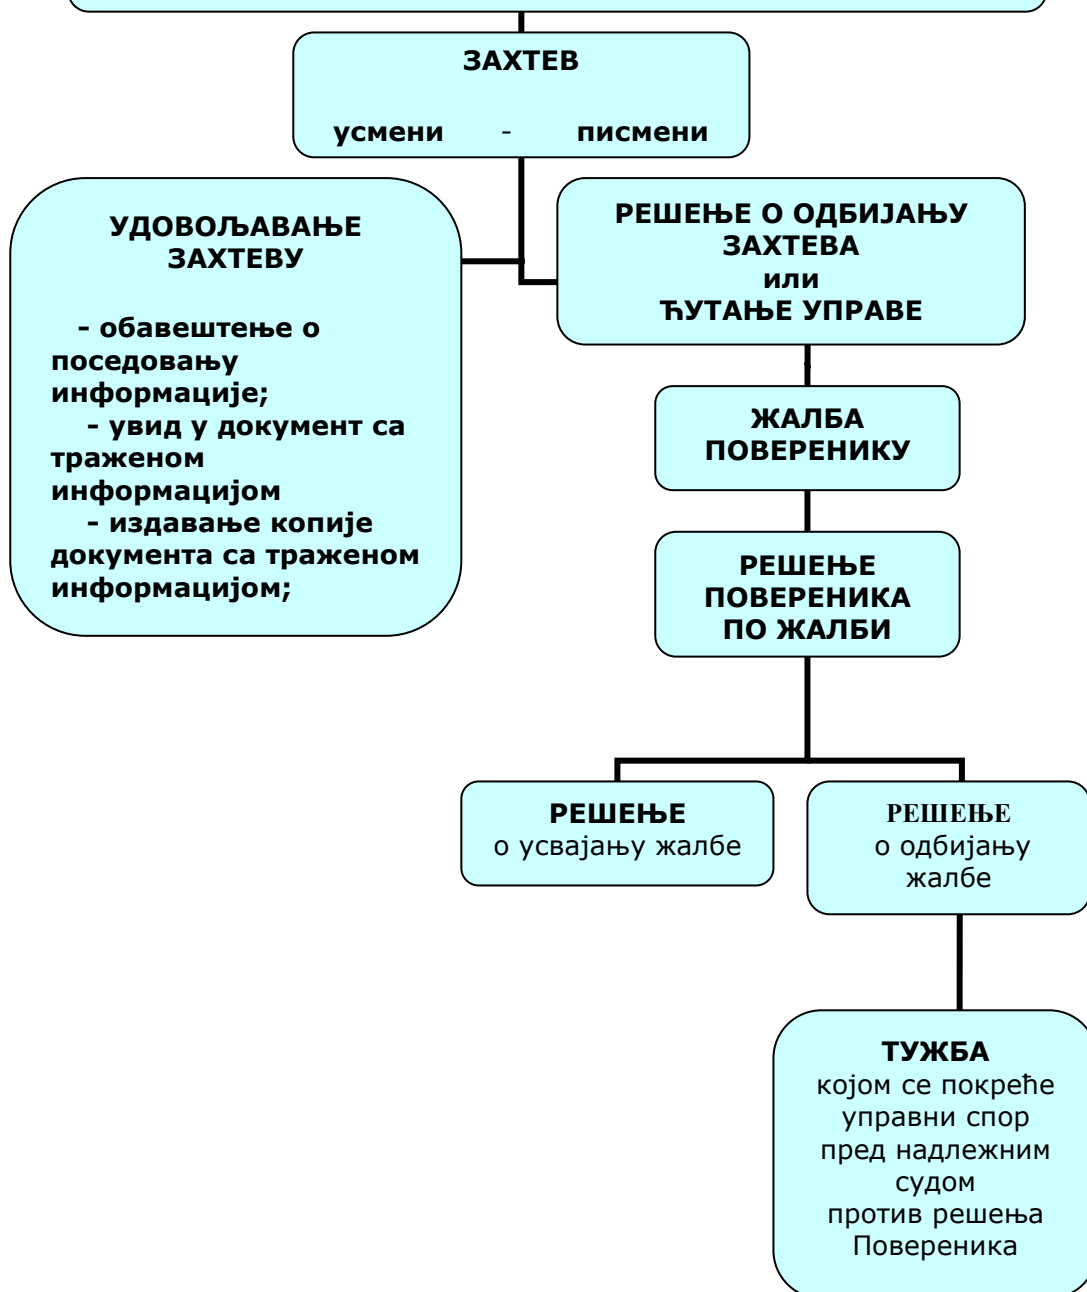 ЗАХТЕВ
усмени - писмени
УДОВОЉАВАЊЕ
ЗАХТЕВУ
- обавештење о
поседовању
информације;
- увид у документ са
траженом
информацијом
- издавање копије
документа са траженом
информацијом;
РЕШЕЊЕ О ОДБИЈАЊУ
ЗАХТЕВА
или
ЋУТАЊЕ УПРАВЕ
ЖАЛБА
ПОВЕРЕНИКУ
РЕШЕЊЕ
ПОВЕРЕНИКА
ПО ЖАЛБИ
РЕШЕЊЕ
о усвајању жалбе
РЕШЕЊЕ
о одбијању
жалбе
ТУЖБА
којом се покреће
управни спор
пред надлежним
судом
против решења
Повереника